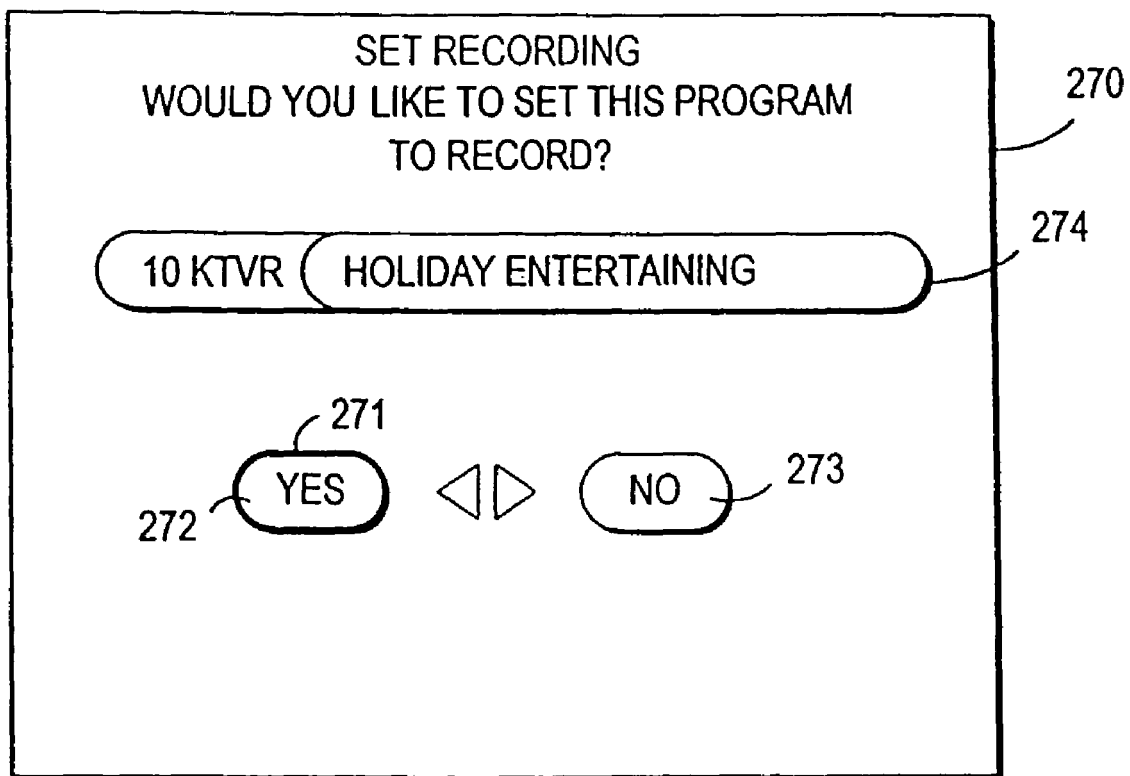 SET RECORDING
WOULD YOU LIKE TO SET THIS PROGRAM
TO RECORD?
270
10 KTVR HOLIDAY ENTERTAINING
274
271
YES NO
273
272